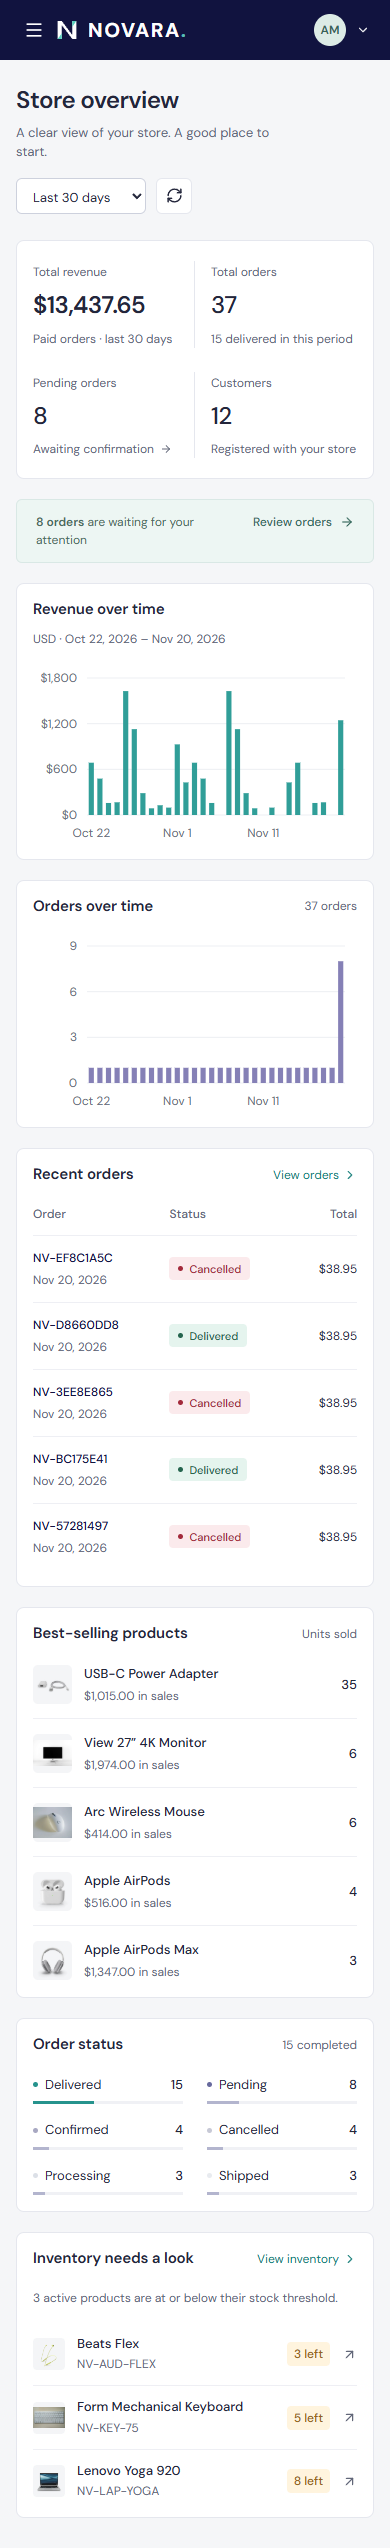 NOVARA.
AM
Store overview
A clear view of your store. A good place to
start.
Last 30 days
Total revenue
$13,437.65
Paid orders · last 30 days
Total orders
37
15 delivered in this period
Pending orders
8
Awaiting confirmation →
Customers
12
Registered with your store
8 orders are waiting for your
attention
Review orders →
Revenue over time
USD · Oct 22, 2026 – Nov 20, 2026
$1,800
$1,200
$600
$0
Oct 22 Nov 1 Nov 11
Orders over time 37 orders
9
6
3
0
Oct 22 Nov 1 Nov 11
Recent orders View orders
Order Status Total
NV-EF8C1A5C
Nov 20, 2026
Cancelled
$38.95
NV-D8660DD8
Nov 20, 2026
Delivered
$38.95
NV-3EE8E865
Nov 20, 2026
Cancelled
$38.95
NV-BC175E41
Nov 20, 2026
Delivered
$38.95
NV-57281497
Nov 20, 2026
Cancelled
$38.95
Best-selling products Units sold
USB-C Power Adapter
$1,015.00 in sales
35
View 27” 4K Monitor
$1,974.00 in sales
6
Arc Wireless Mouse
$414.00 in sales
6
Apple AirPods
$516.00 in sales
4
Apple AirPods Max
$1,347.00 in sales
3
Order status 15 completed
Delivered 15
Pending 8
Confirmed 4
Cancelled 4
Processing 3
Shipped 3
Inventory needs a look View inventory
3 active products are at or below their stock threshold.
Beats Flex
NV-AUD-FLEX
3 left
Form Mechanical Keyboard
NV-KEY-75
5 left
Lenovo Yoga 920
NV-LAP-YOGA
8 left